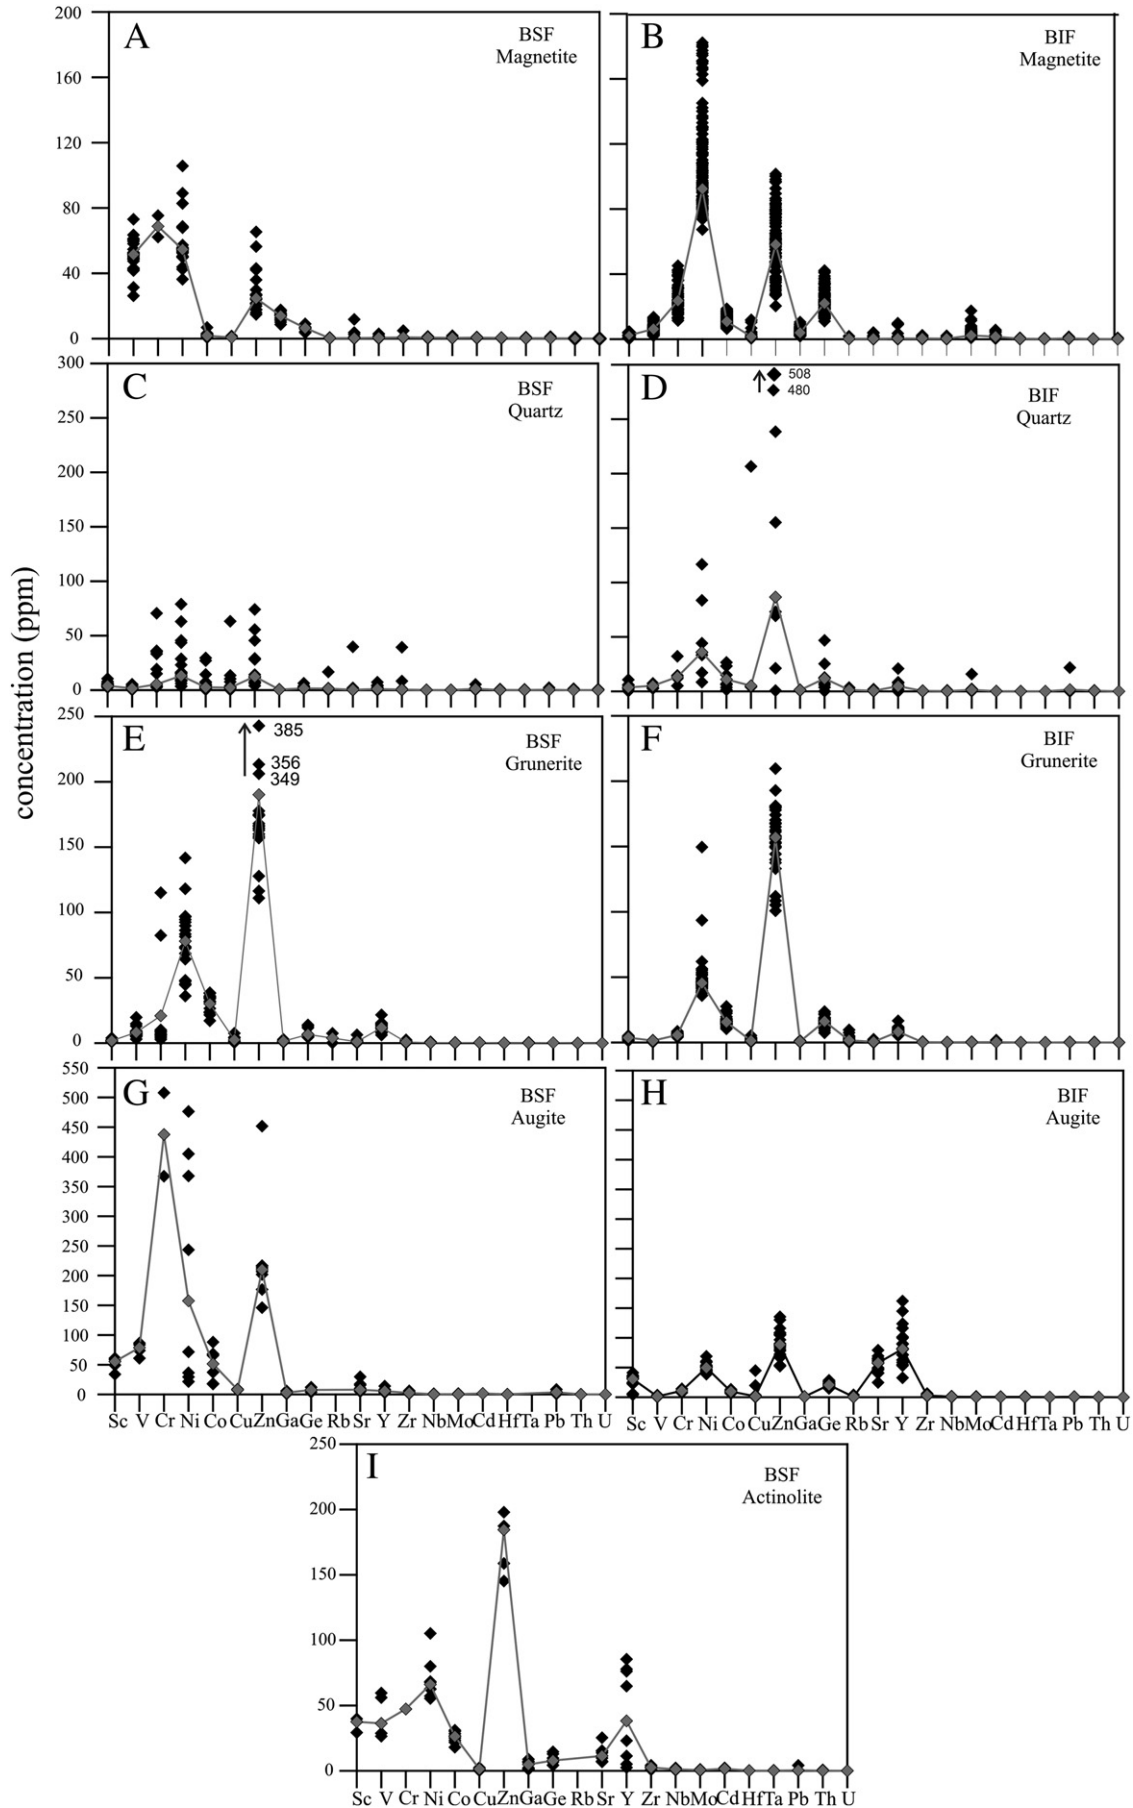 concentration (ppm)
200
160
120
80
40
0
A
BSF
Magnetite
B
BIF
Magnetite
300
250
200
150
100
50
0
C
BSF
Quartz
D
508
480
BIF
Quartz
250
200
150
100
50
0
E
385
356
349
BSF
Grunerite
F
BIF
Grunerite
550
500
450
400
350
300
250
200
150
100
50
0
G
BSF
Augite
H
BIF
Augite
Sc V Cr Ni Co Cu Zn Ga Ge Rb Sr Y Zr Nb Mo Cd Hf Ta Pb Th U
Sc V Cr Ni Co Cu Zn Ga Ge Rb Sr Y Zr Nb Mo Cd Hf Ta Pb Th U
250
200
150
100
50
0
I
BSF
Actinolite
Sc V Cr Ni Co Cu Zn Ga Ge Rb Sr Y Zr Nb Mo Cd Hf Ta Pb Th U